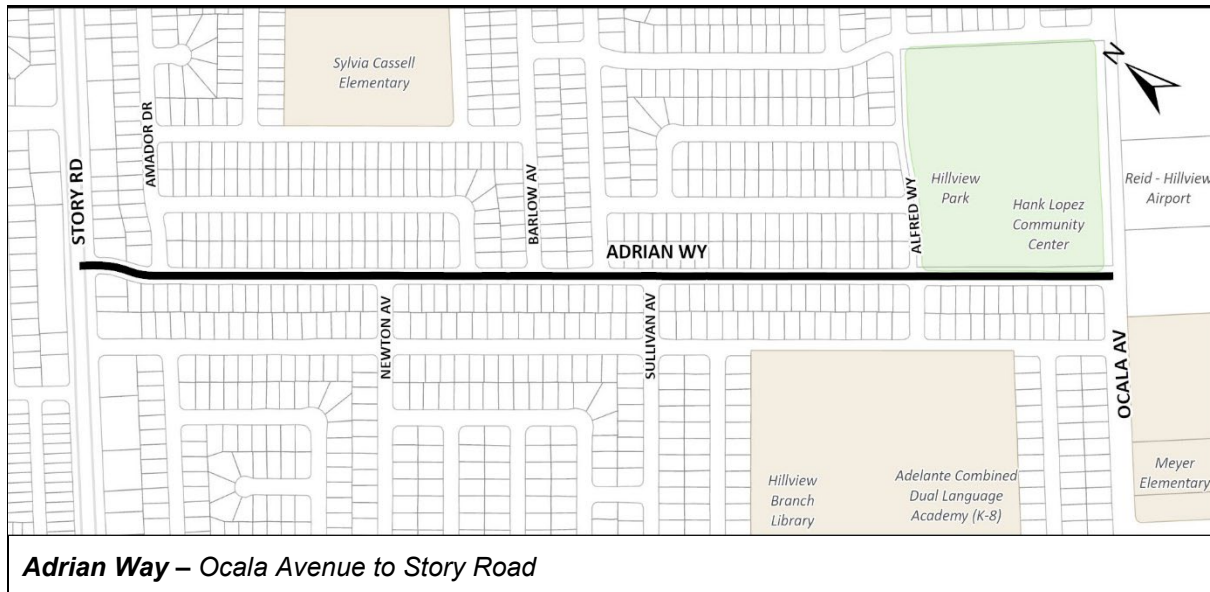 Sylvia Cassell
Elementary
N
AMADOR DR
STORY RD
BARLOW AV
ALFRED WY
Hillview
Park
Hank Lopez
Community
Center
Reid - Hillview
Airport
ADRIAN WY
NEWTON AV
SULLIVAN AV
OCALA AV
Hillview
Branch
Library
Adelante Combined
Dual Language
Academy (K-8)
Meyer
Elementary
Adrian Way – Ocala Avenue to Story Road